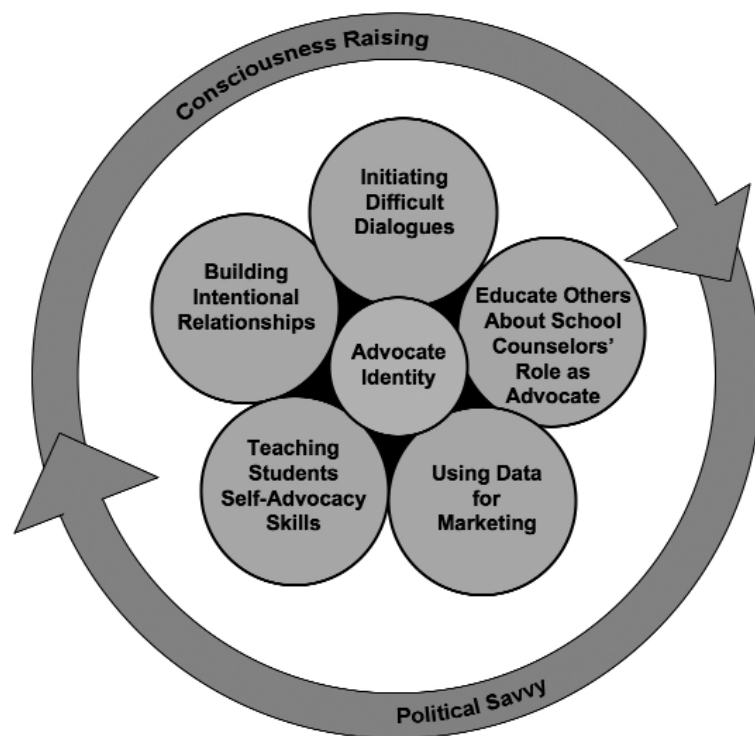 Consciousness Raising
Initiating
Difficult
Dialogues
Building
Intentional
Relationships
Educate Others
About School
Counselors’
Role as
Advocate
Advocate
Identity
Teaching
Students
Self-Advocacy
Skills
Using Data
for
Marketing
Political Savvy